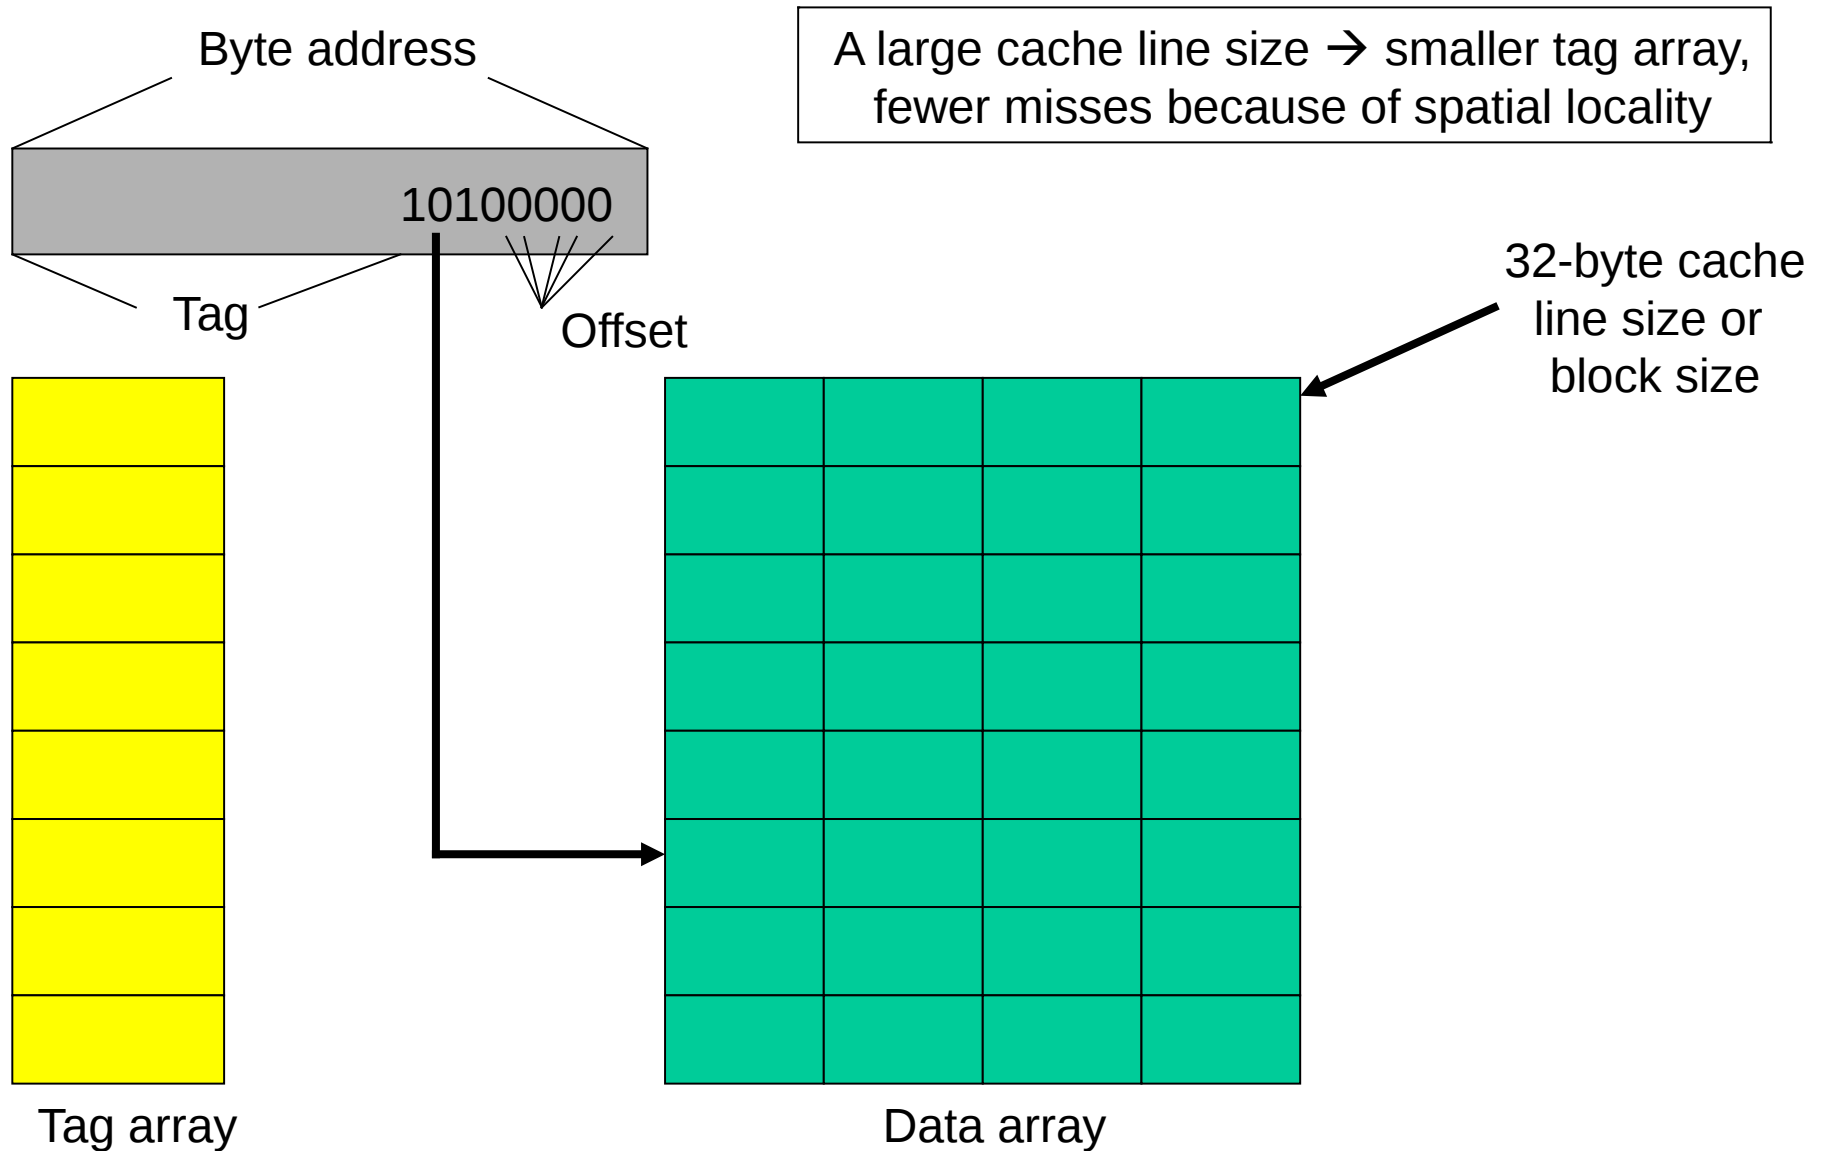 Byte address
A large cache line size → smaller tag array,
fewer misses because of spatial locality
10100000
32-byte cache
line size or
block size
Tag
Offset
Tag array
Data array